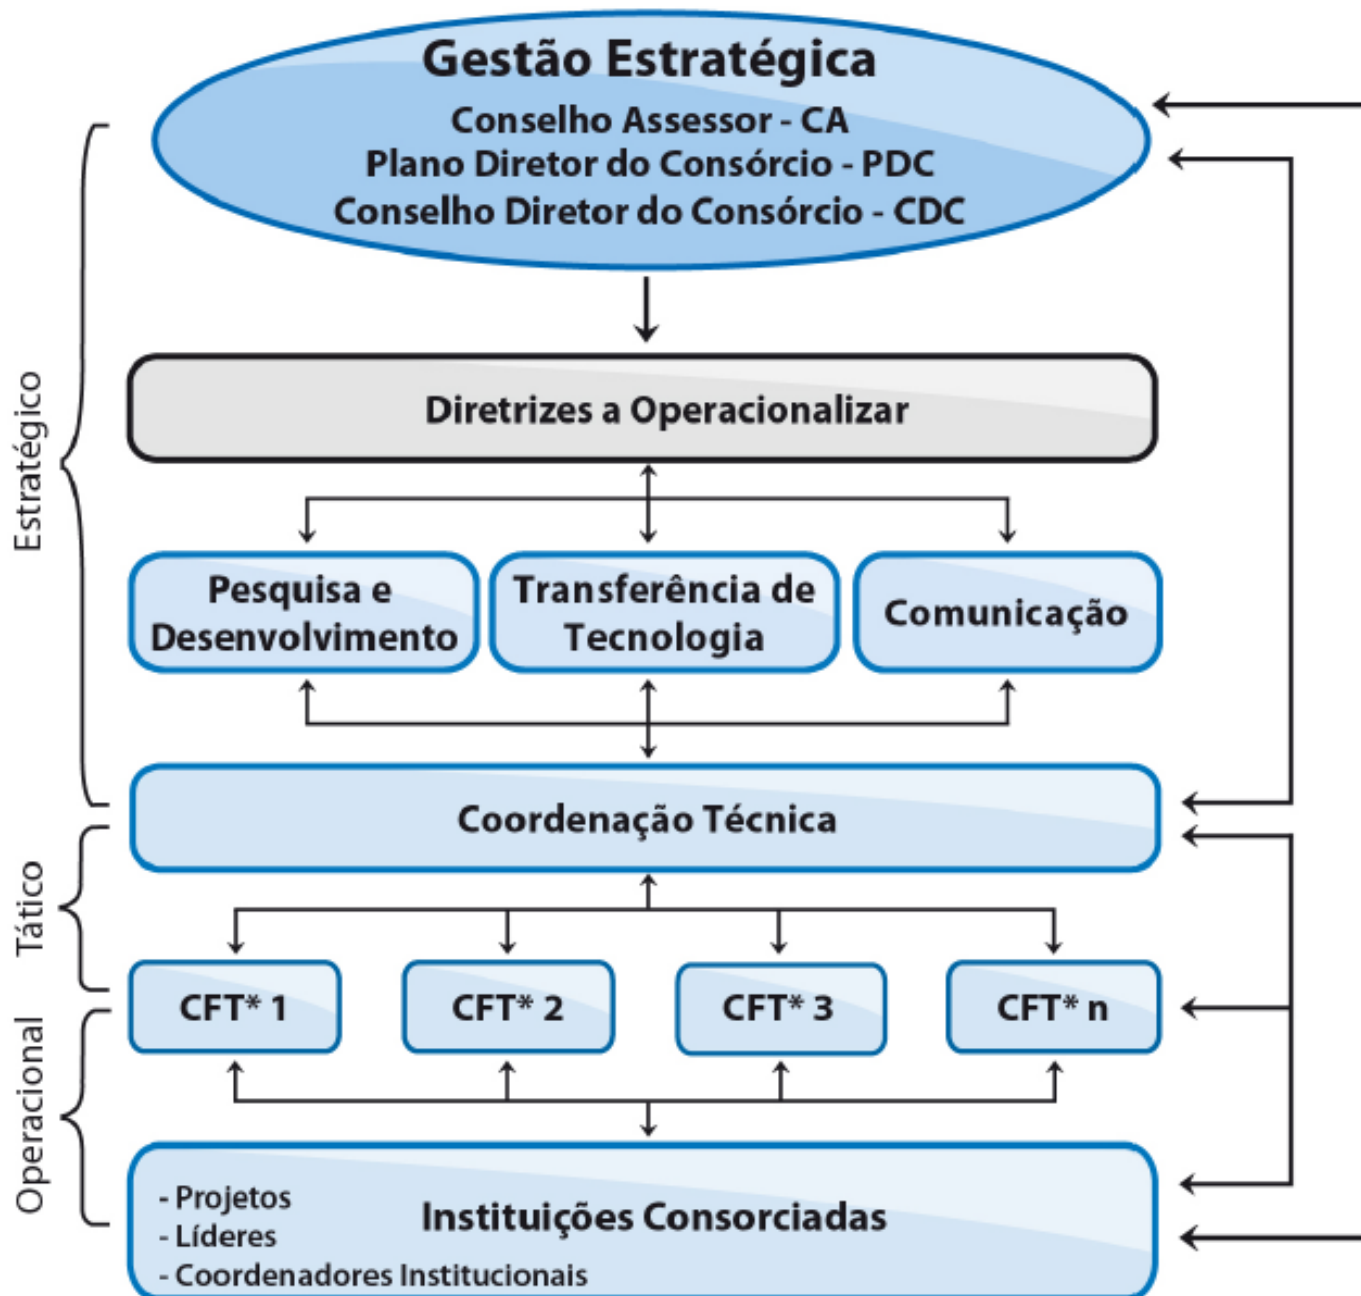 Gestão Estratégica
Conselho Assessor - CA
Plano Diretor do Consórcio - PDC
Conselho Diretor do Consórcio - CDC
Estratégico
Diretrizes a Operacionalizar
Pesquisa e
Desenvolvimento
Transferência de
Tecnologia
Comunicação
Coordenação Técnica
Tático
CFT* 1
CFT* 2
CFT* 3
CFT* n
Operacional
- Projetos
- Líderes
- Coordenadores Institucionais
Instituições Consorciadas